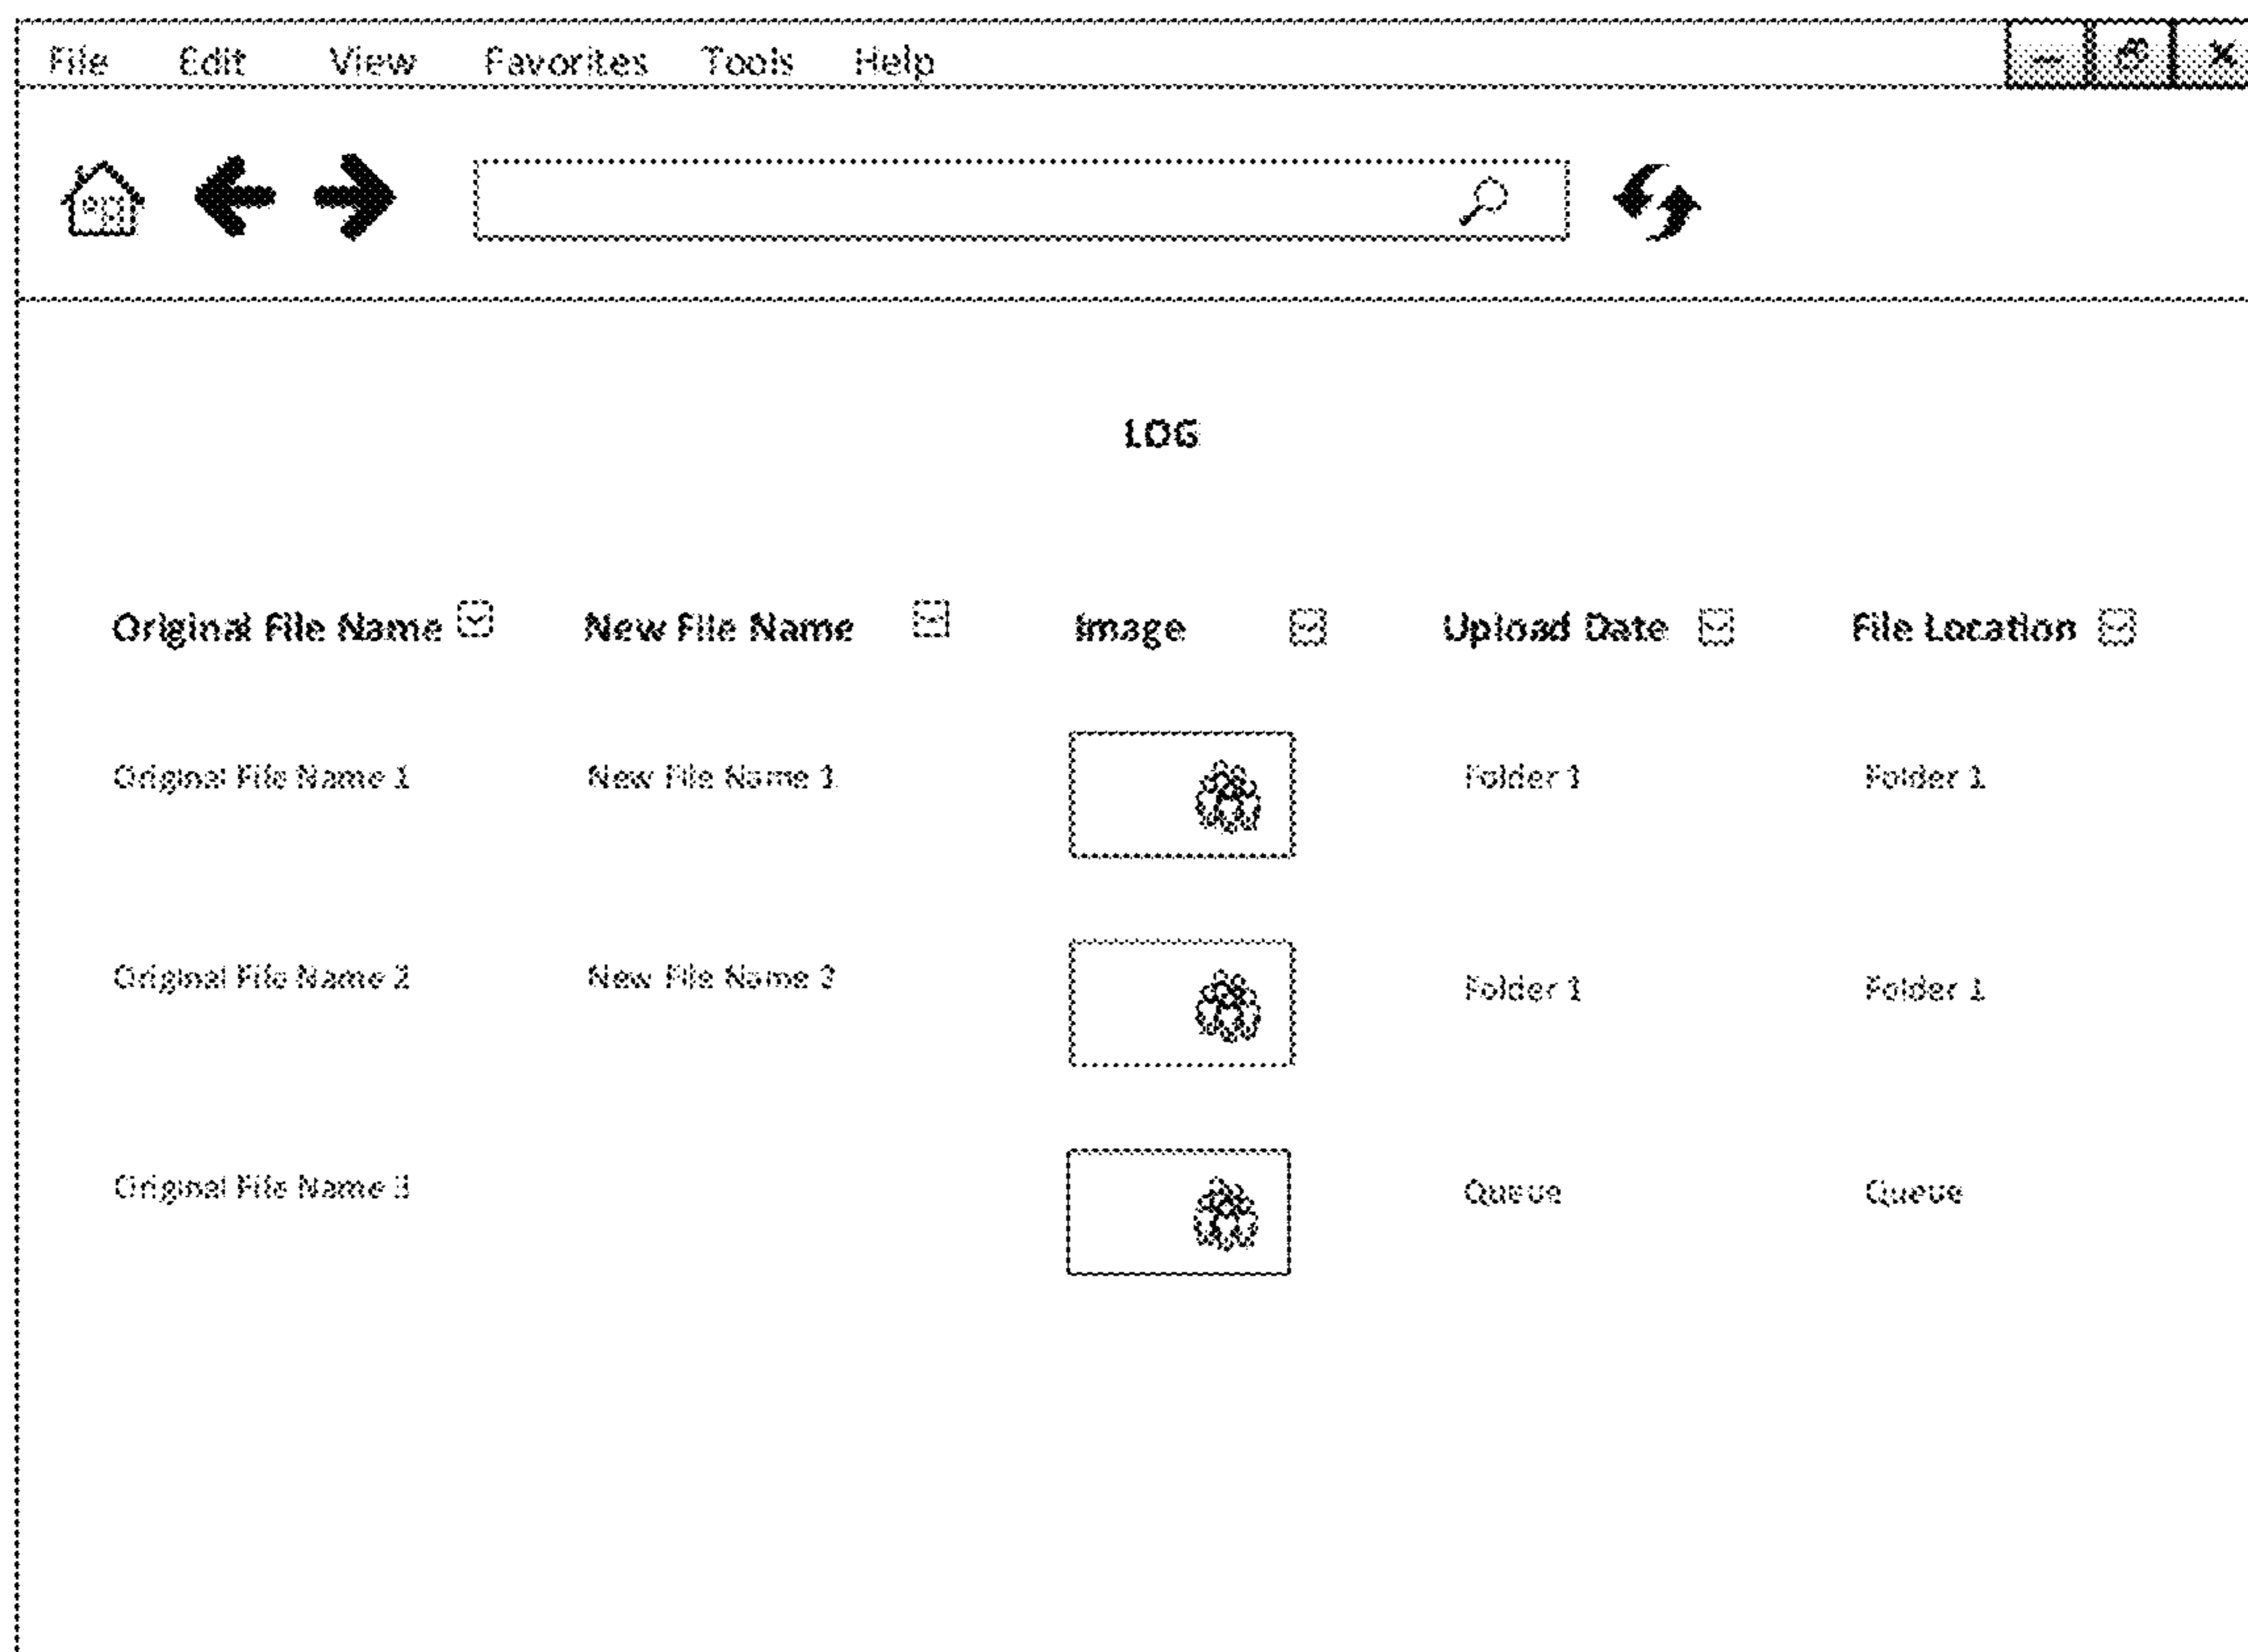 File Edit View Favorites Tools Help
LOG
Original File Name New File Name Image Upload Date File Location
Original File Name 1 New File Name 1 Folder 1 Folder 1
Original File Name 2 New File Name 2 Folder 1 Folder 1
Original File Name 3 Queue Queue